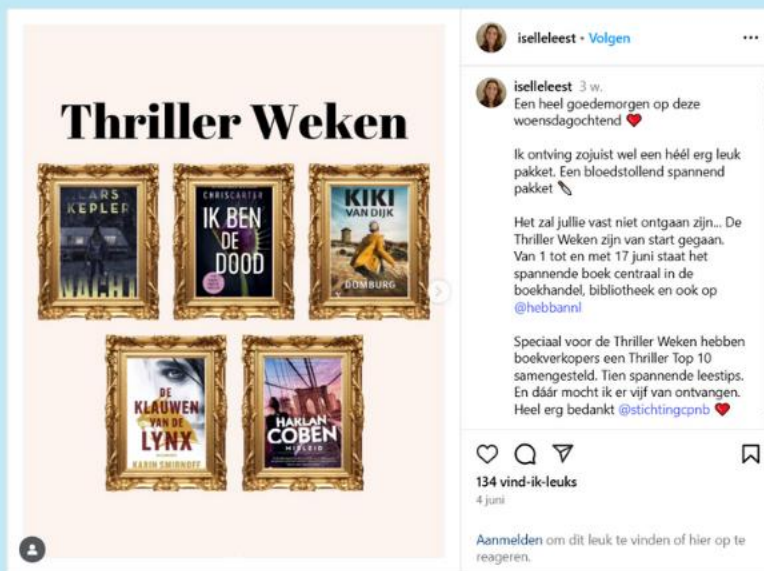 Thriller Weken
LARS
KEPLER
CHRIS CARTER
IK BEN
DE
DOOD
KIKI
VAN DIJK
DOMBURG
DE
KLAUWEN
VAN DE
LYNX
KARIN SMIRNOFF
HARLAN
COBEN
MISLEID
iselleleest • Volgen
iselleleest 3 w.
Een heel goedemorgen op deze
woensdagochtend ❤️
Ik ontving zojuist wel een héél erg leuk
pakket. Een bloedstollend spannend
pakket 🔪
Het zal jullie vast niet ontgaan zijn... De
Thriller Weken zijn van start gegaan.
Van 1 tot en met 17 juni staat het
spannende boek centraal in de
boekhandel, bibliotheek en ook op
@hebbannl
Speciaal voor de Thriller Weken hebben
boekverkopers een Thriller Top 10
samengesteld. Tien spannende leestips.
En dáár mocht ik er vijf van ontvangen.
Heel erg bedankt @stichtingcpnb ❤️
134 vind-ik-leuks
4 juni
Aanmelden om dit leuk te vinden of hier op te
reageren.